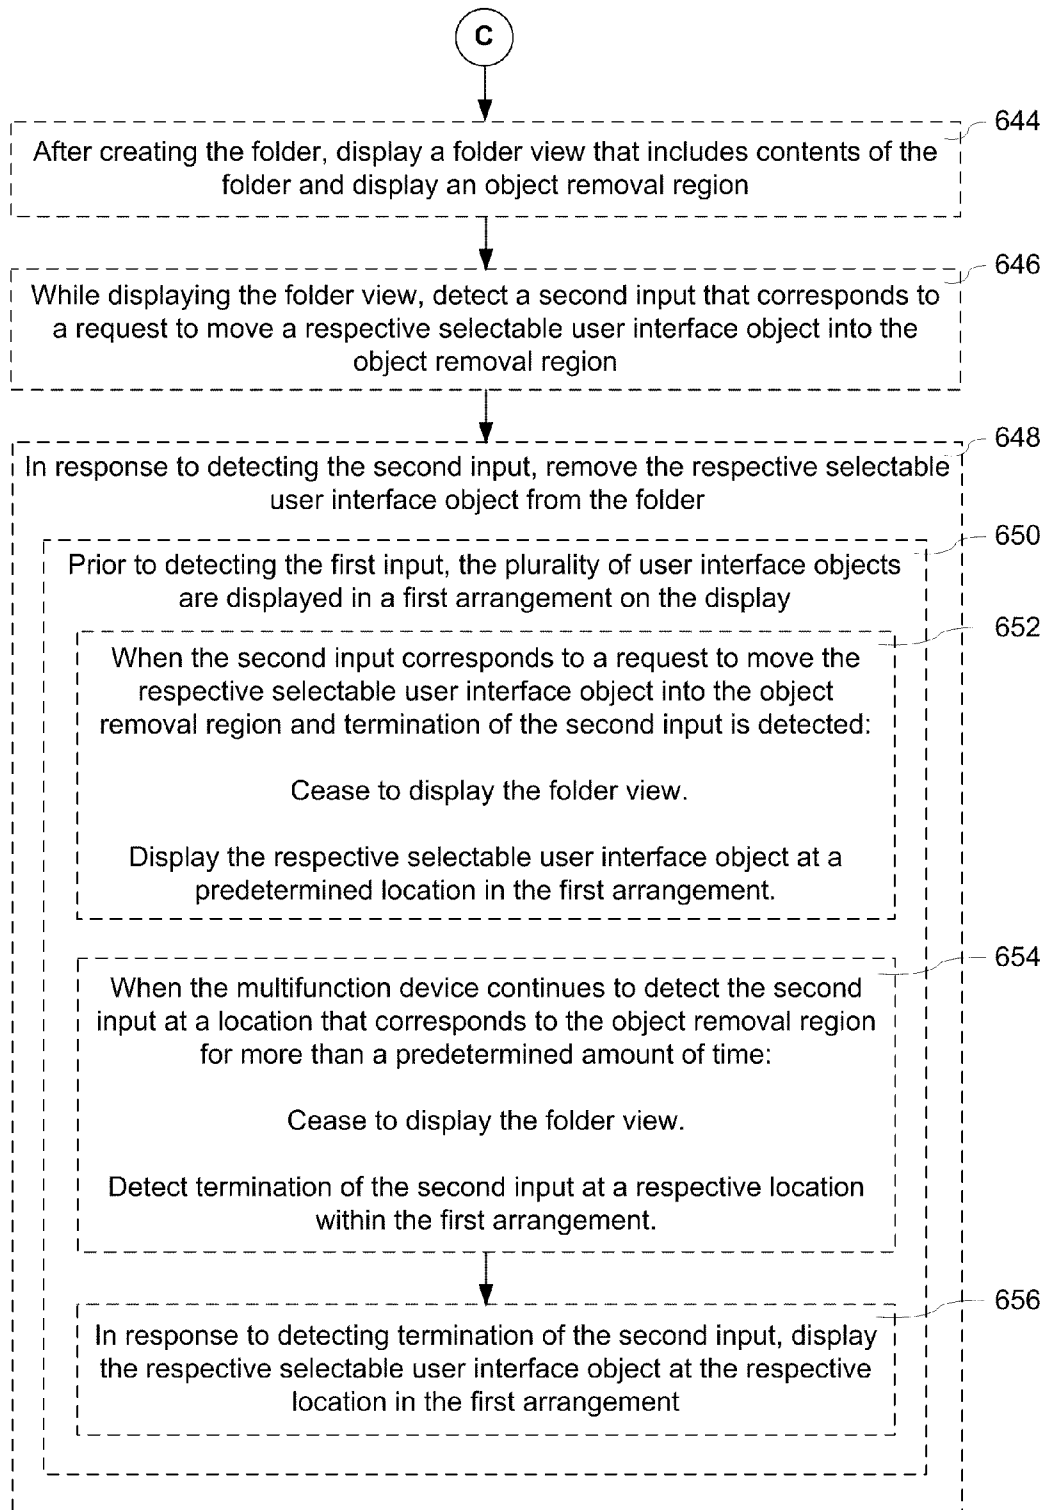 C
644
After creating the folder, display a folder view that includes contents of the
folder and display an object removal region
646
While displaying the folder view, detect a second input that corresponds to
a request to move a respective selectable user interface object into the
object removal region
648
In response to detecting the second input, remove the respective selectable
user interface object from the folder
650
Prior to detecting the first input, the plurality of user interface objects
are displayed in a first arrangement on the display
652
When the second input corresponds to a request to move the
respective selectable user interface object into the object
removal region and termination of the second input is detected:
Cease to display the folder view.
Display the respective selectable user interface object at a
predetermined location in the first arrangement.
654
When the multifunction device continues to detect the second
input at a location that corresponds to the object removal region
for more than a predetermined amount of time:
Cease to display the folder view.
Detect termination of the second input at a respective location
within the first arrangement.
656
In response to detecting termination of the second input, display
the respective selectable user interface object at the respective
location in the first arrangement